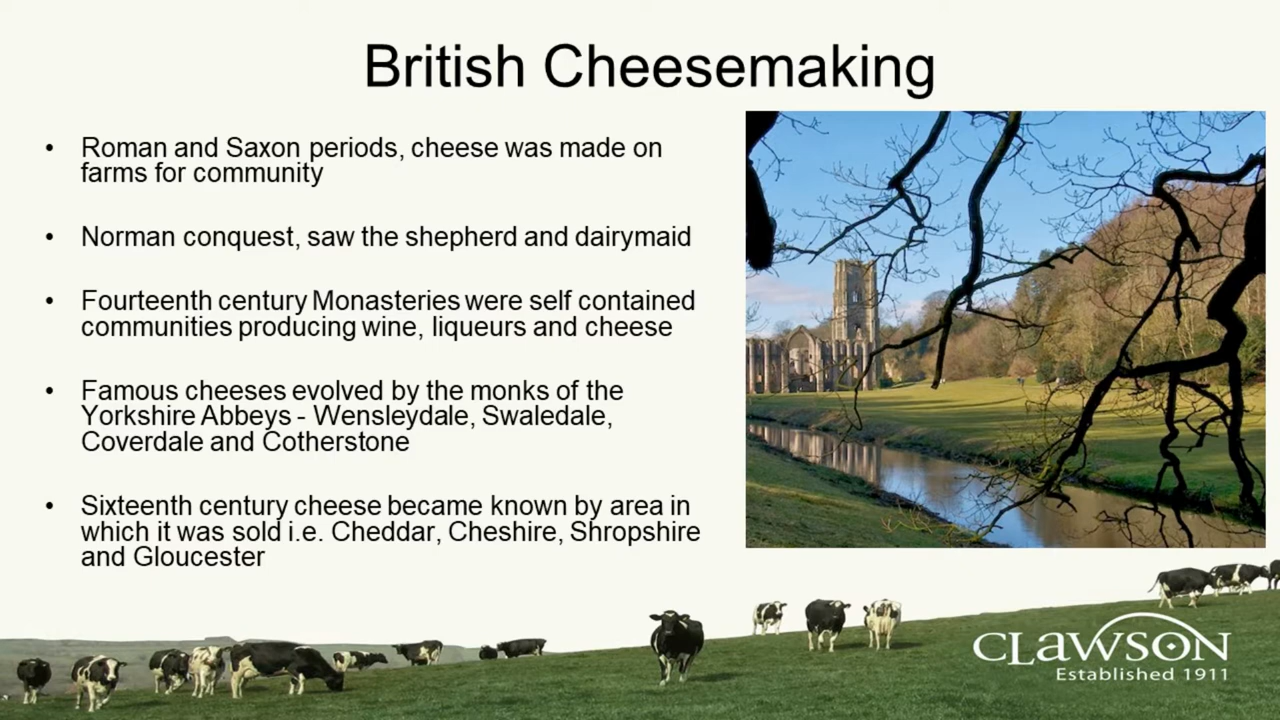 British Cheesemaking
• Roman and Saxon periods, cheese was made on
farms for community
• Norman conquest, saw the shepherd and dairymaid
• Fourteenth century Monasteries were self contained
communities producing wine, liqueurs and cheese
• Famous cheeses evolved by the monks of the
Yorkshire Abbeys - Wensleydale, Swaledale,
Coverdale and Cotherstone
• Sixteenth century cheese became known by area in
which it was sold i.e. Cheddar, Cheshire, Shropshire
and Gloucester
CLAWSON
Established 1911